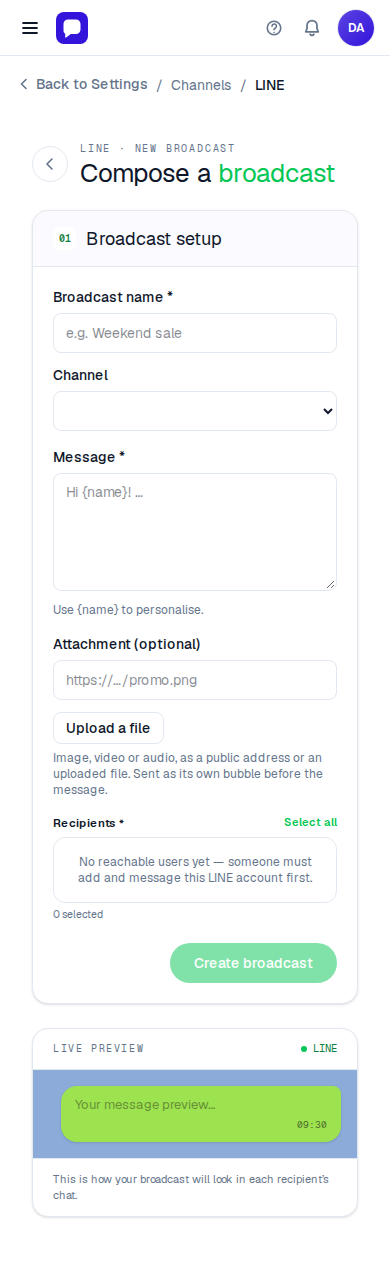 DA
Back to Settings / Channels / LINE
LINE · NEW BROADCAST
Compose a broadcast
01 Broadcast setup
Broadcast name *
e.g. Weekend sale
Channel
Message *
Hi {name}! …
Use {name} to personalise.
Attachment (optional)
https://…/promo.png
Upload a file
Image, video or audio, as a public address or an
uploaded file. Sent as its own bubble before the
message.
Recipients * Select all
No reachable users yet — someone must
add and message this LINE account first.
0 selected
Create broadcast
LIVE PREVIEW LINE
Your message preview…
09:30
This is how your broadcast will look in each recipient's
chat.